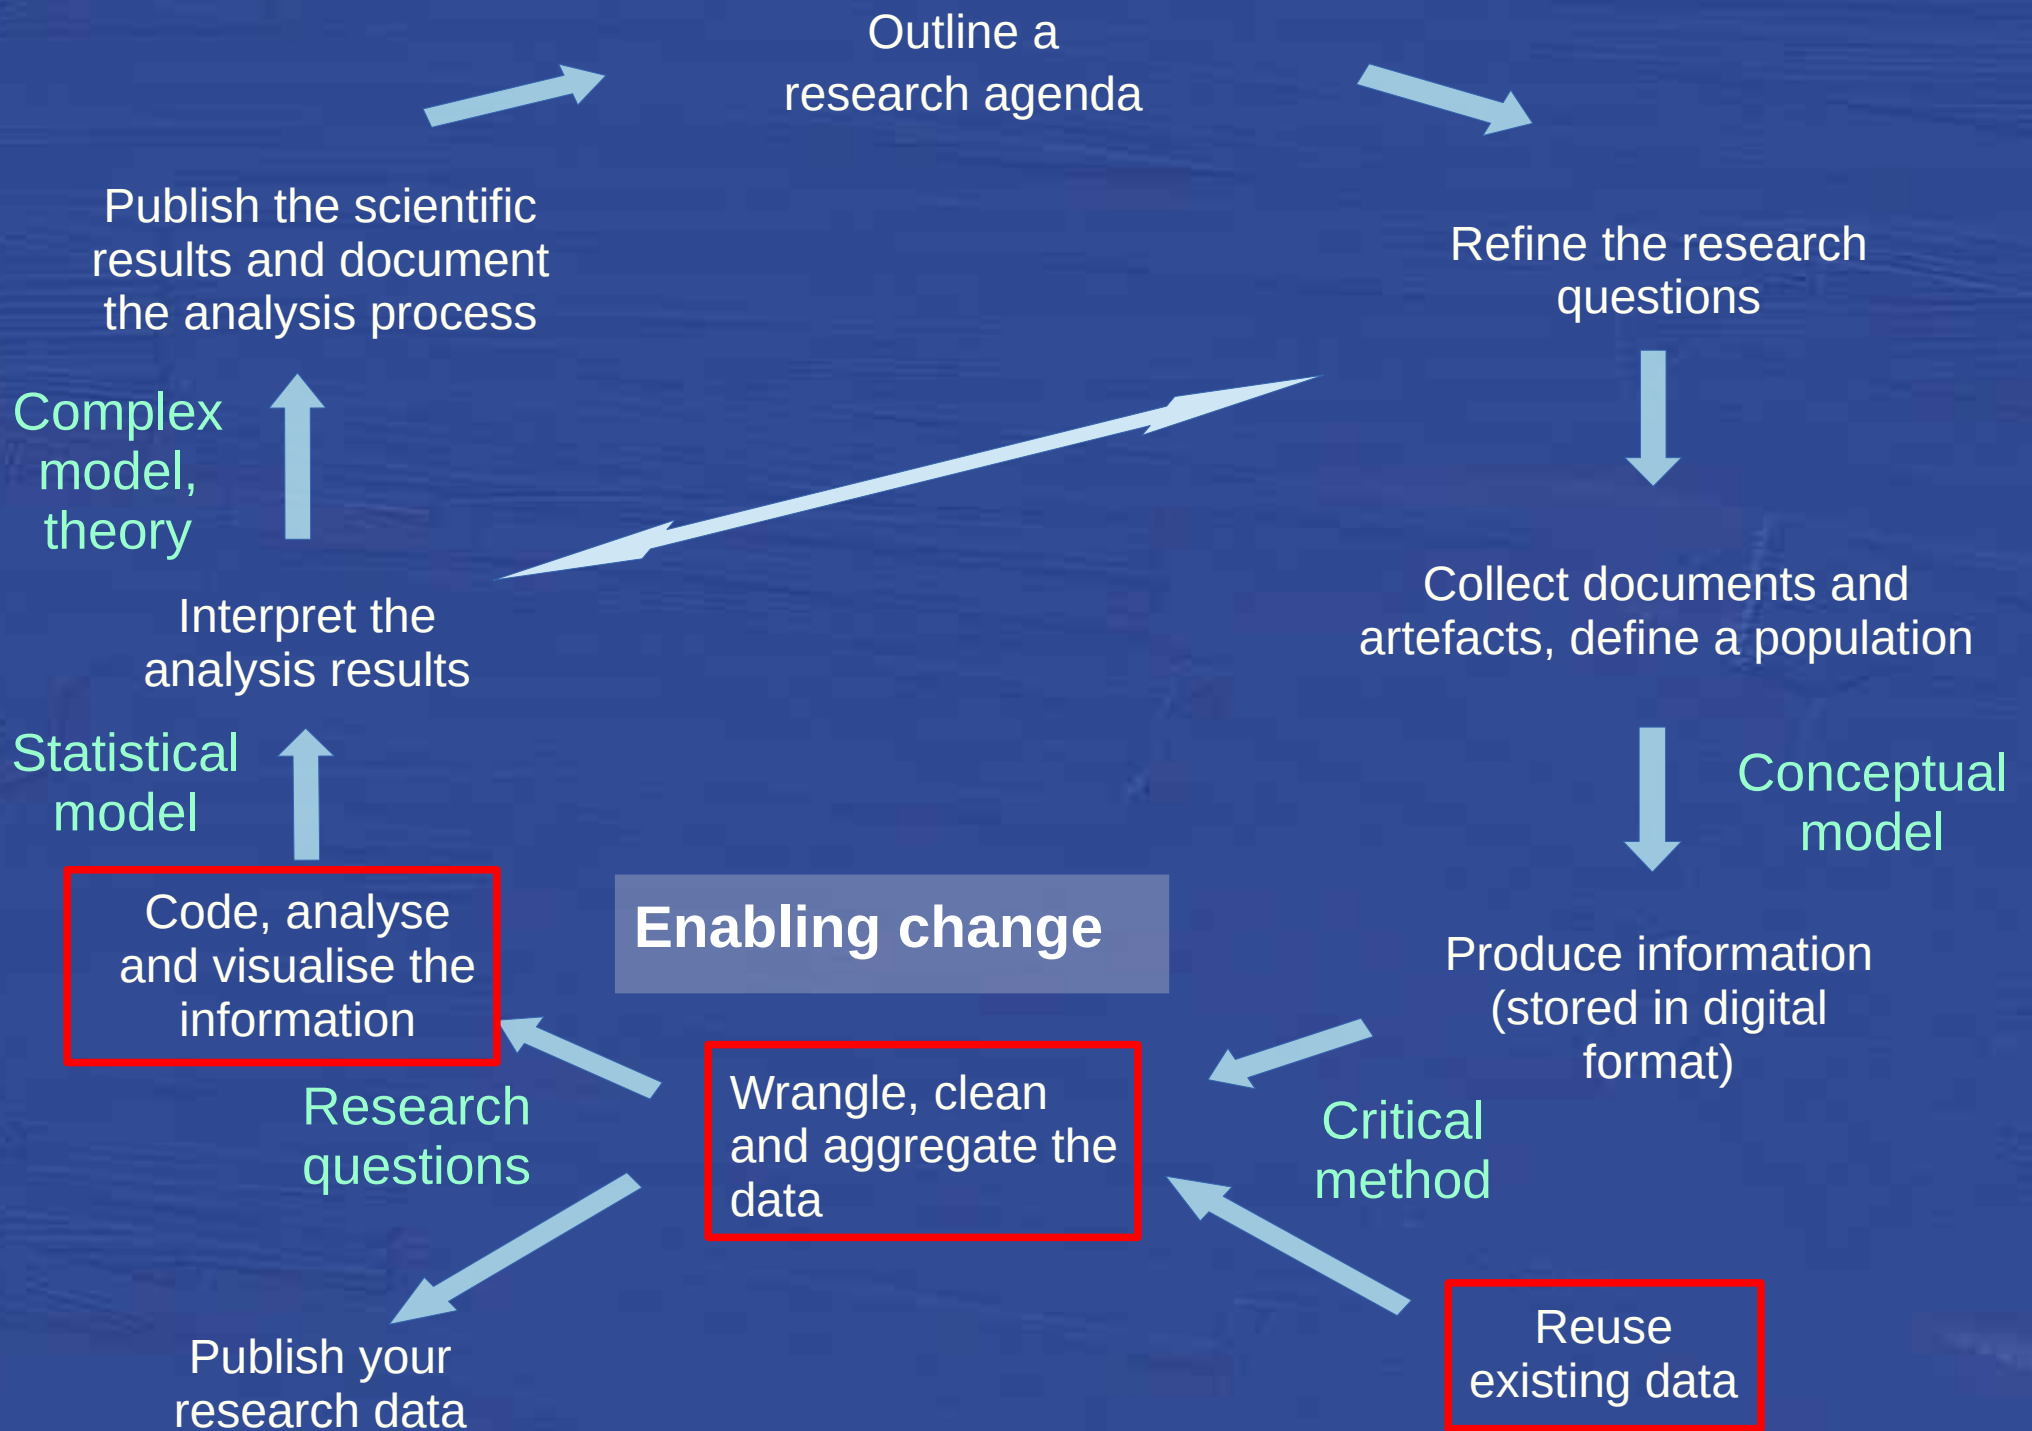 Outline a
research agenda
Publish the scientific
results and document
the analysis process
Refine the research
questions
Complex
model,
theory
Interpret the
analysis results
Collect documents and
artefacts, define a population
Statistical
model
Conceptual
model
Code, analyse
and visualise the
information
Enabling change
Produce information
(stored in digital
format)
Research
questions
Wrangle, clean
and aggregate the
data
Critical
method
Publish your
research data
Reuse
existing data